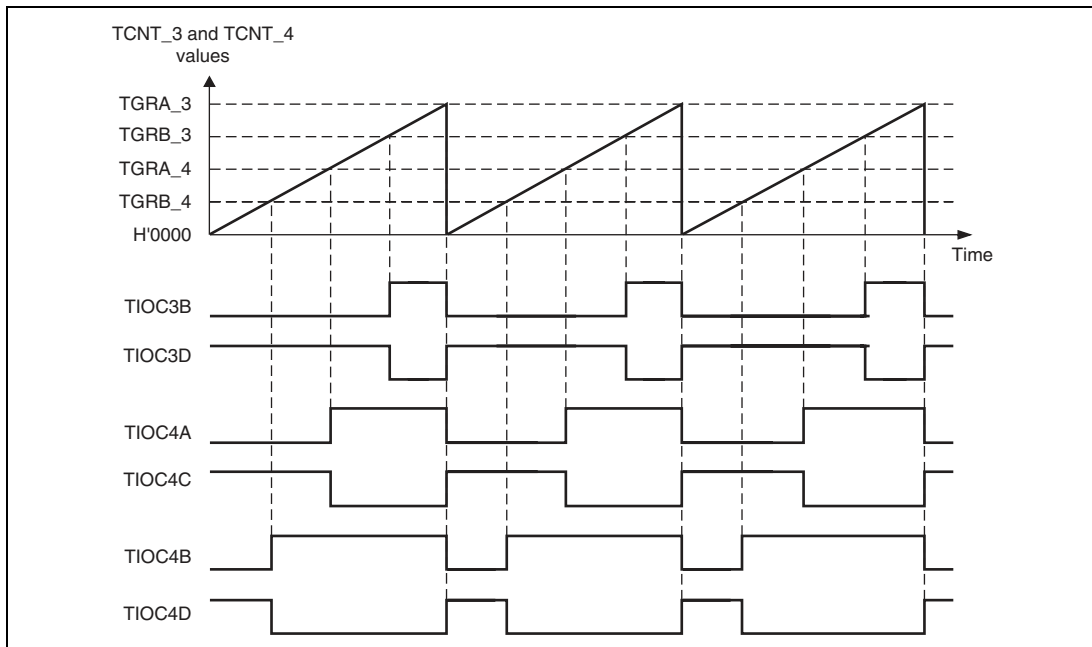 TCNT_3 and TCNT_4
values
TGRA_3
TGRB_3
TGRA_4
TGRB_4
H'0000
Time
TIOC3B
TIOC3D
TIOC4A
TIOC4C
TIOC4B
TIOC4D